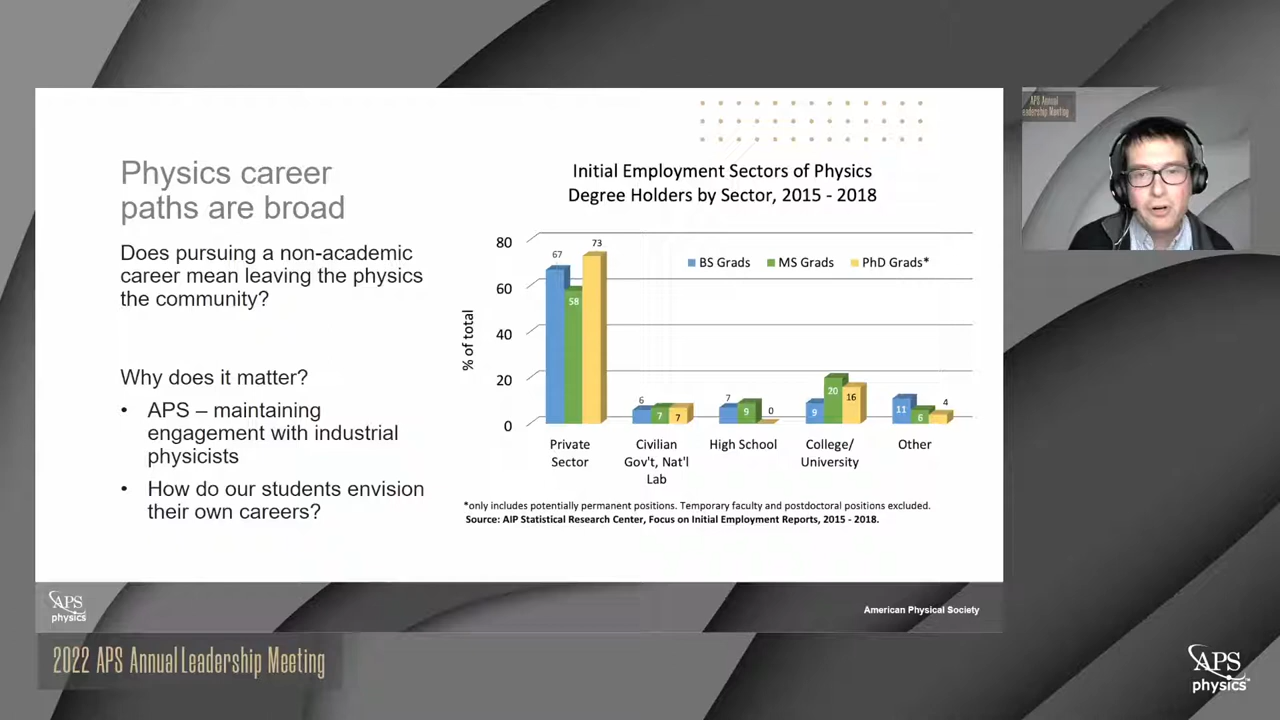 Physics career
paths are broad
Does pursuing a non-academic
career mean leaving the physics
the community?
Why does it matter?
• APS – maintaining
engagement with industrial
physicists
• How do our students envision
their own careers?
Initial Employment Sectors of Physics
Degree Holders by Sector, 2015 - 2018
% of total
80
60
40
20
0
BS Grads MS Grads PhD Grads*
67 58 73
6 7 7
7 9 0
9 20 16
11 6 4
Private
Sector
Civilian
Gov't, Nat'l
Lab
High School
College/
University
Other
*only includes potentially permanent positions. Temporary faculty and postdoctoral positions excluded.
Source: AIP Statistical Research Center, Focus on Initial Employment Reports, 2015 - 2018.
APS
physics
American Physical Society
APS Annual
Leadership Meeting
2022 APS Annual Leadership Meeting
APS
physics™